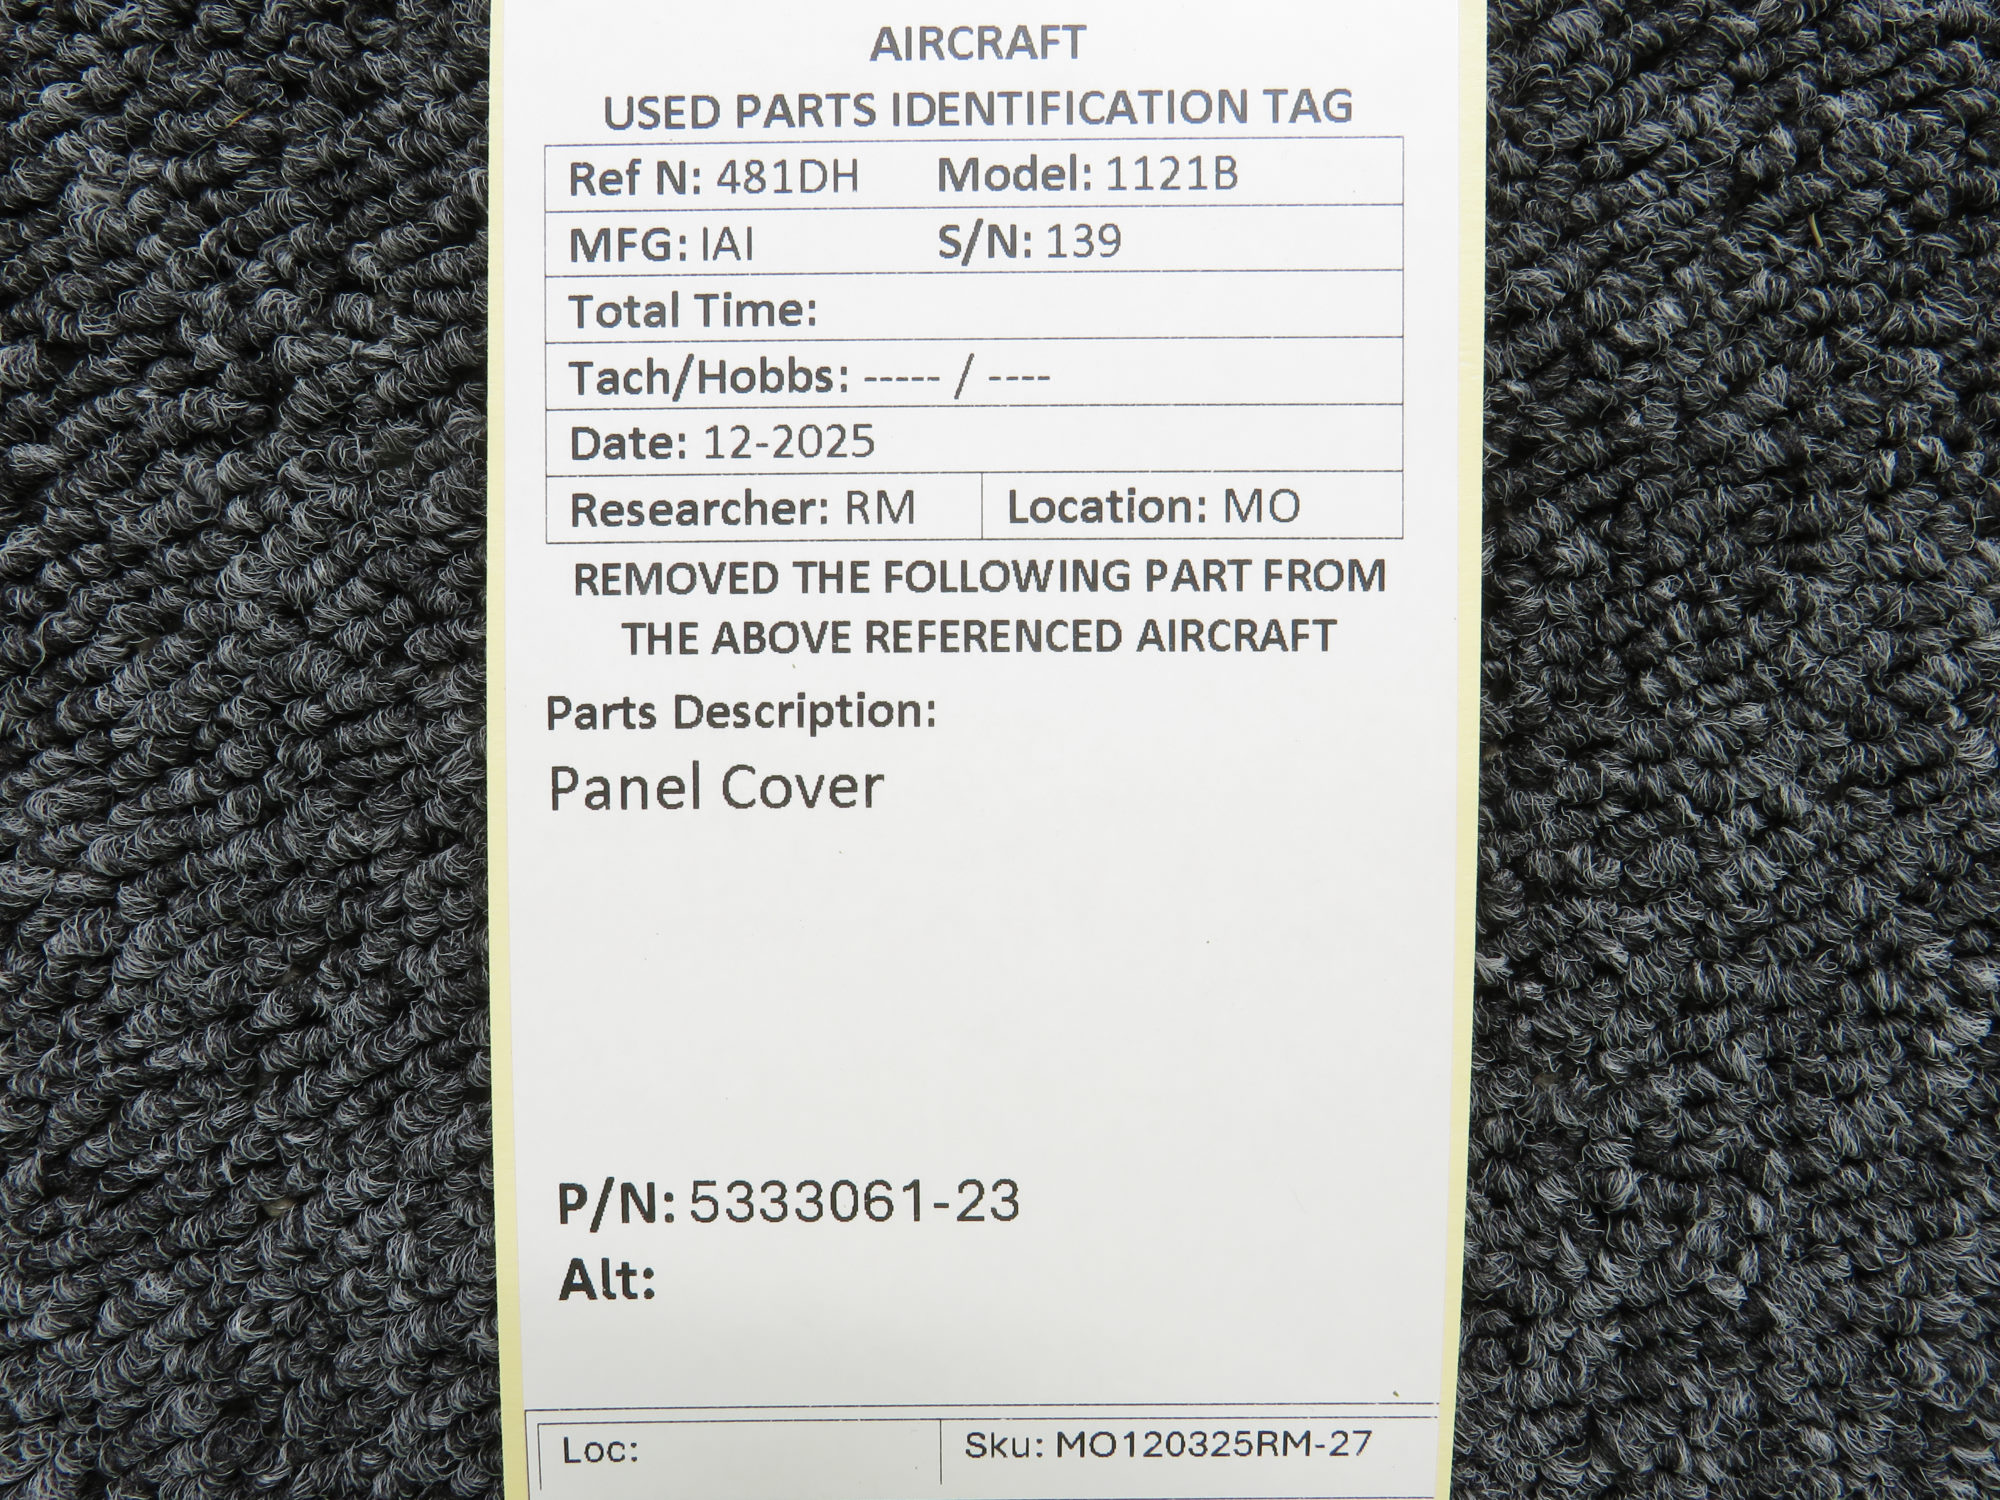 AIRCRAFT
USED PARTS IDENTIFICATION TAG
Ref N: 481DH Model: 1121B
MFG: IAI S/N: 139
Total Time:
Tach/Hobbs: ----- / ----
Date: 12-2025
Researcher: RM Location: MO
REMOVED THE FOLLOWING PART FROM
THE ABOVE REFERENCED AIRCRAFT
Parts Description:
Panel Cover
P/N: 5333061-23
Alt:
Loc: Sku: MO120325RM-27